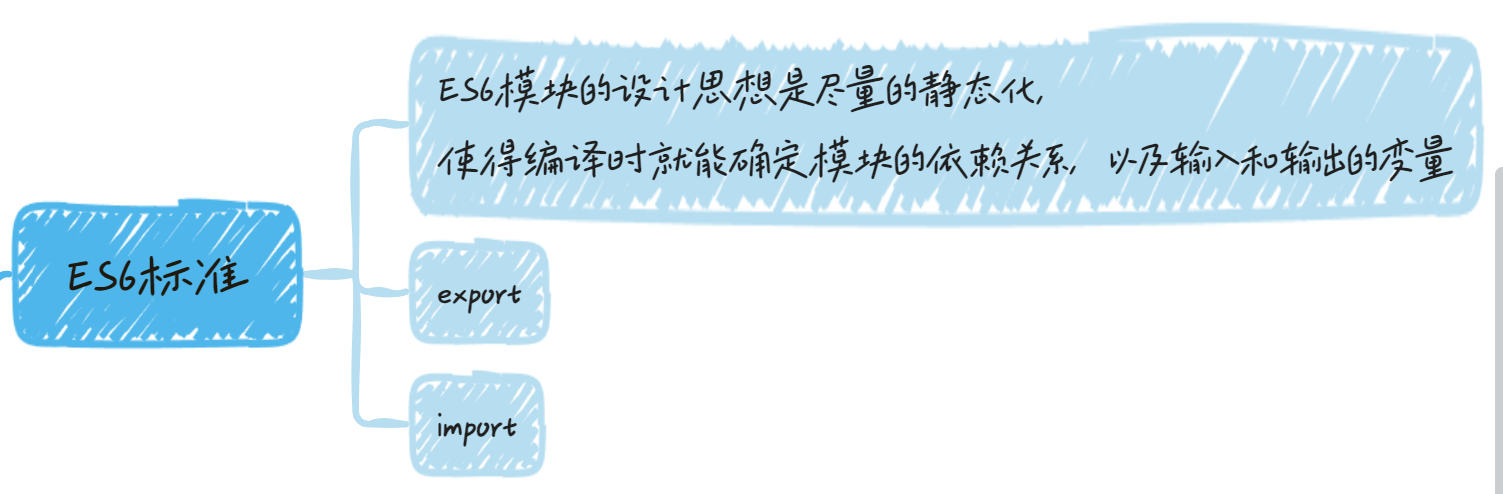 ES6模块的设计思想是尽量的静态化,
使得编译时就能确定模块的依赖关系, 以及输入和输出的变量
ES6标准
export
import